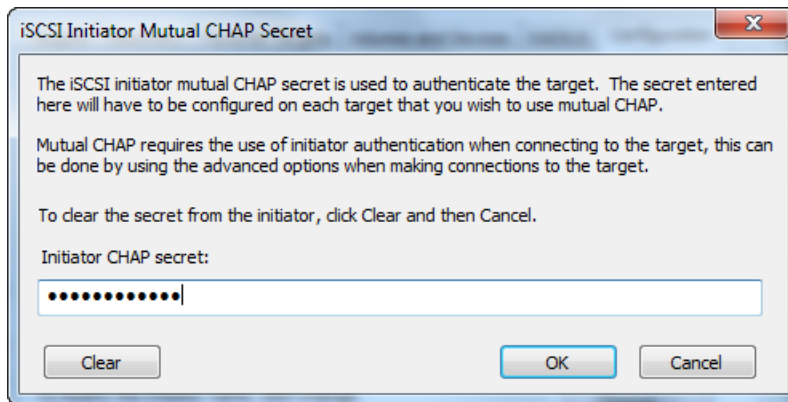 iSCSI Initiator Mutual CHAP Secret
The iSCSI initiator mutual CHAP secret is used to authenticate the target.  The secret entered
here will have to be configured on each target that you wish to use mutual CHAP.
Mutual CHAP requires the use of initiator authentication when connecting to the target, this can
be done by using the advanced options when making connections to the target.
To clear the secret from the initiator, click Clear and then Cancel.
Initiator CHAP secret:
••••••••••••
Clear
OK
Cancel